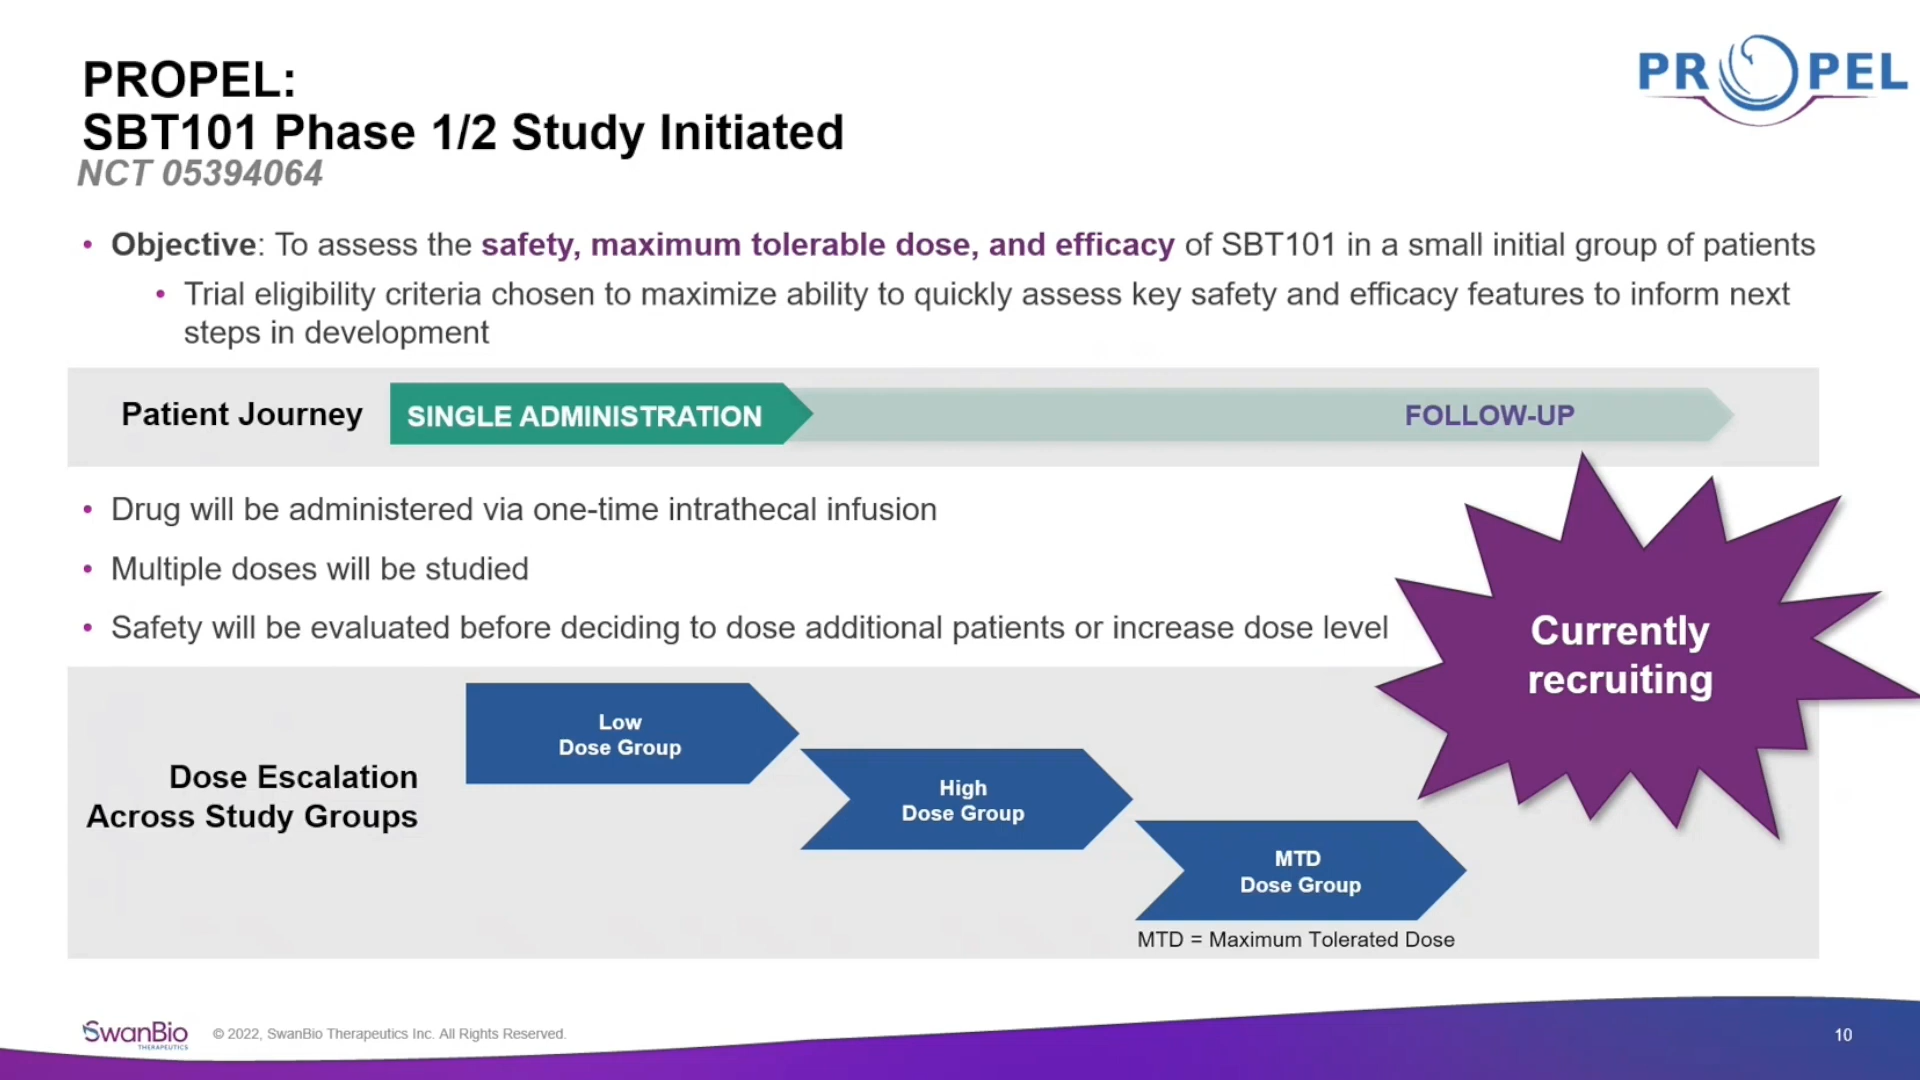 PROPEL:
PROPEL
SBT101 Phase 1/2 Study Initiated
NCT 05394064
• Objective: To assess the safety, maximum tolerable dose, and efficacy of SBT101 in a small initial group of patients
• Trial eligibility criteria chosen to maximize ability to quickly assess key safety and efficacy features to inform next
steps in development
Patient Journey
SINGLE ADMINISTRATION
FOLLOW-UP
• Drug will be administered via one-time intrathecal infusion
• Multiple doses will be studied
• Safety will be evaluated before deciding to dose additional patients or increase dose level
Currently
recruiting
Dose Escalation
Across Study Groups
Low
Dose Group
High
Dose Group
MTD
Dose Group
MTD = Maximum Tolerated Dose
SwanBio
THERAPEUTICS
© 2022, SwanBio Therapeutics Inc. All Rights Reserved.
10